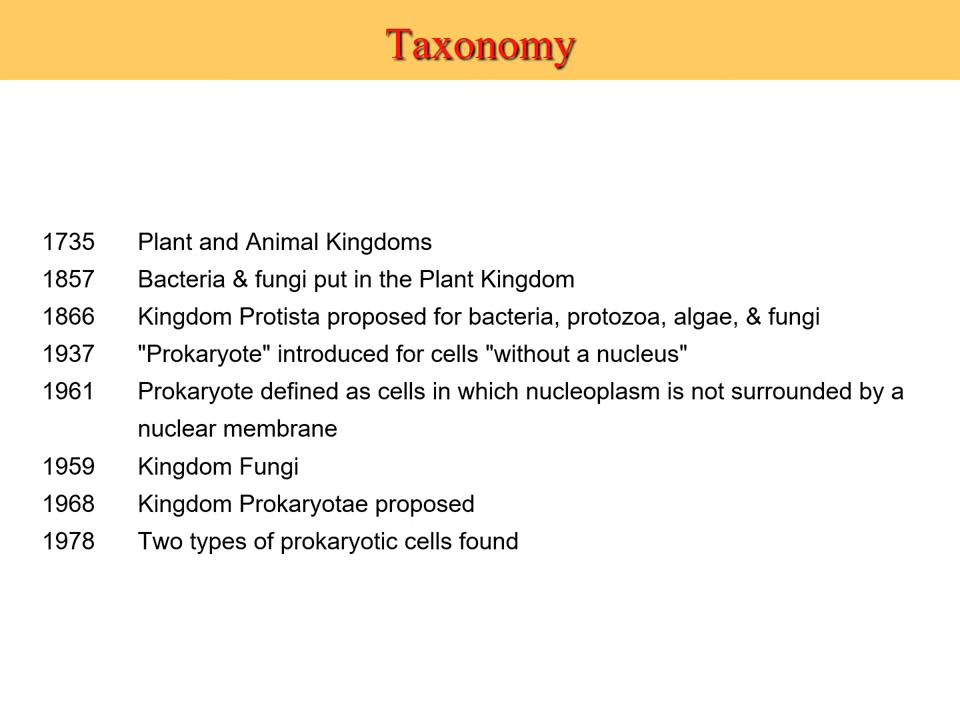 Taxonomy
1735 Plant and Animal Kingdoms
1857 Bacteria & fungi put in the Plant Kingdom
1866 Kingdom Protista proposed for bacteria, protozoa, algae, & fungi
1937 "Prokaryote" introduced for cells "without a nucleus"
1961 Prokaryote defined as cells in which nucleoplasm is not surrounded by a
nuclear membrane
1959 Kingdom Fungi
1968 Kingdom Prokaryotae proposed
1978 Two types of prokaryotic cells found